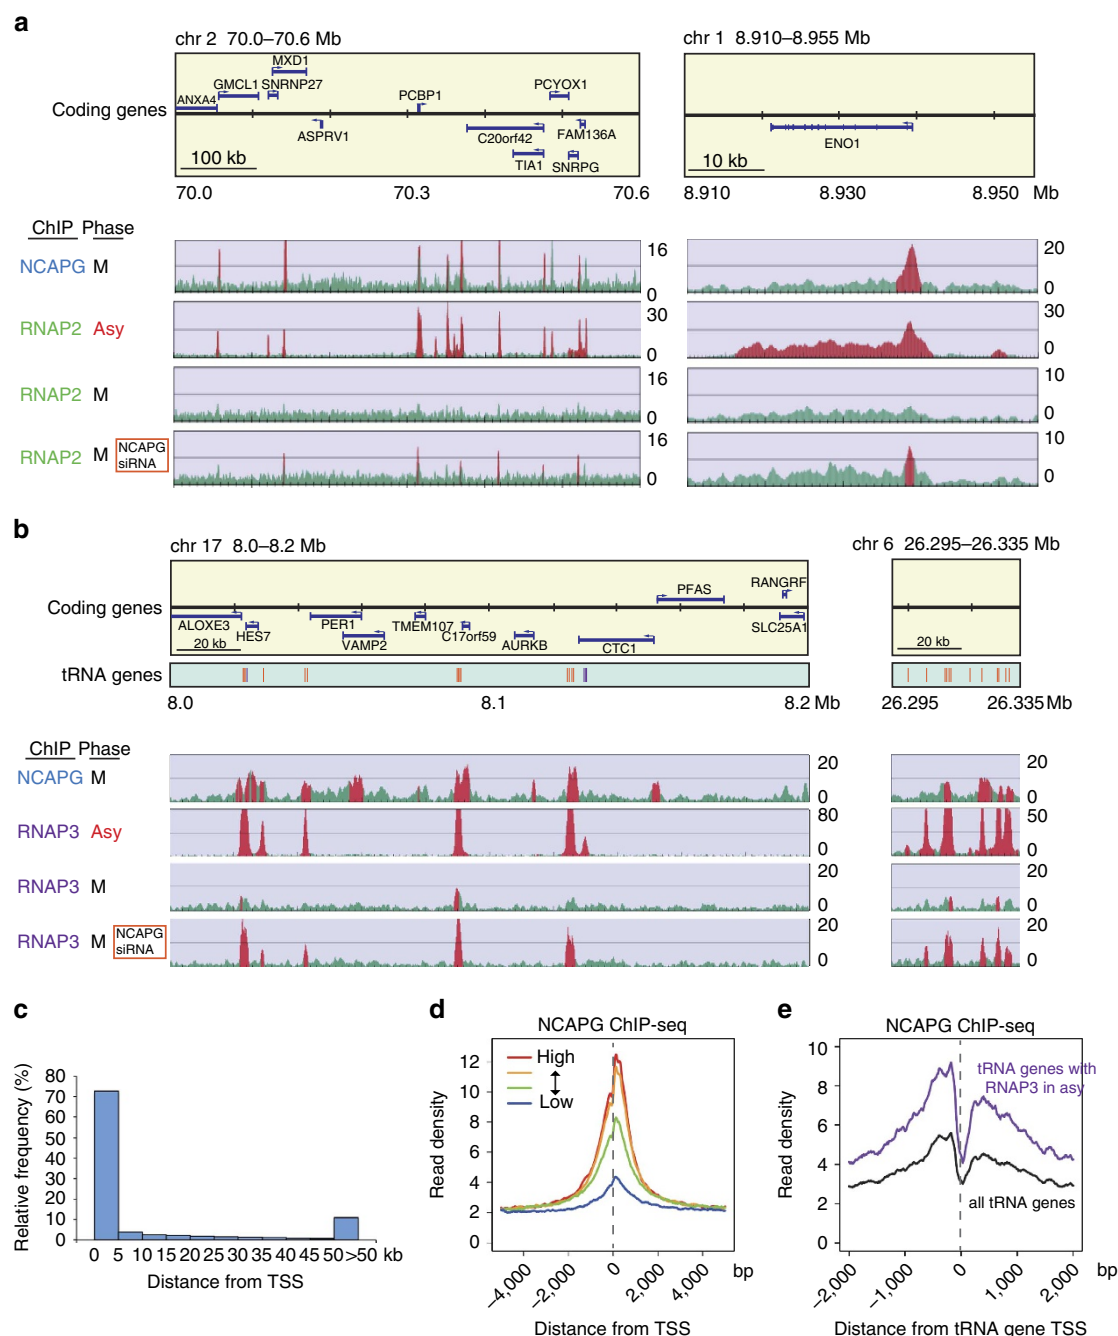 a
chr 2 70.0–70.6 Mb
chr 1 8.910–8.955 Mb
Coding genes
MXD1
GMCL1 SNRNP27
ANXA4
PCBP1
PCYOX1
ASPRV1
C20orf42
FAM136A
TIA1
SNRPG
100 kb
ENO1
10 kb
70.0 70.3 70.6
8.910 8.930 8.950 Mb
ChIP Phase
NCAPG M
16
0
20
0
RNAP2 Asy
30
0
30
0
RNAP2 M
16
0
10
0
RNAP2 M NCAPG siRNA
16
0
10
0
b
chr 17 8.0–8.2 Mb
chr 6 26.295–26.335 Mb
Coding genes
PFAS
RANGRF
ALOXE3
HES7
PER1
VAMP2
TMEM107
C17orf59
AURKB
CTC1
SLC25A1
20 kb
20 kb
tRNA genes
8.0 8.1 8.2 Mb
26.295 26.335 Mb
ChIP Phase
NCAPG M
20
0
20
0
RNAP3 Asy
80
0
50
0
RNAP3 M
20
0
20
0
RNAP3 M NCAPG siRNA
20
0
20
0
c
Relative frequency (%)
80
70
60
50
40
30
20
10
0
0 5 10 15 20 25 30 35 40 45 50 >50 kb
Distance from TSS
d
NCAPG ChIP-seq
High
Low
Read density
12
10
8
6
4
2
0
–4,000 –2,000 0 2,000 4,000 bp
Distance from TSS
e
NCAPG ChIP-seq
tRNA genes with
RNAP3 in asy
all tRNA genes
Read density
10
8
6
4
2
0
–2,000 –1,000 0 1,000 2,000 bp
Distance from tRNA gene TSS